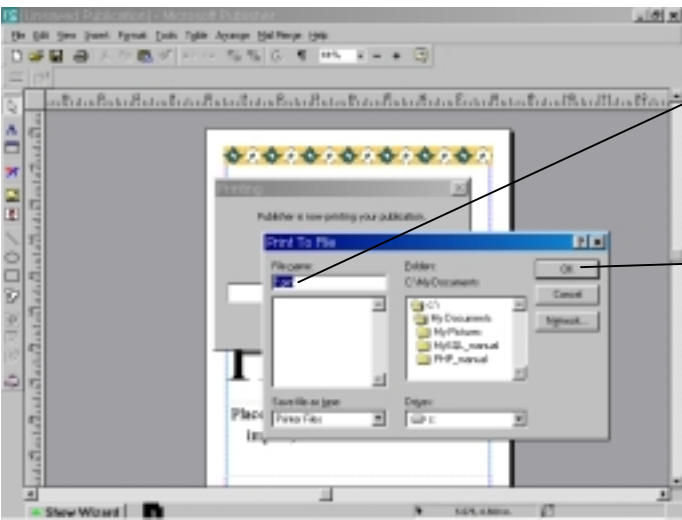 [Unsaved Publication] - Microsoft Publisher
File Edit View Insert Format Tools Table Arrange Mail Merge Help
Printing
Publisher is now printing your publication.
Print To File
File name:
Folders:
OK
C:\My Documents
Cancel
C:\
My Documents
Network...
My Pictures
MySQL_manual
PHP_manual
Save file as type:
Drives:
Printer Files
c:
Place
Show Wizard